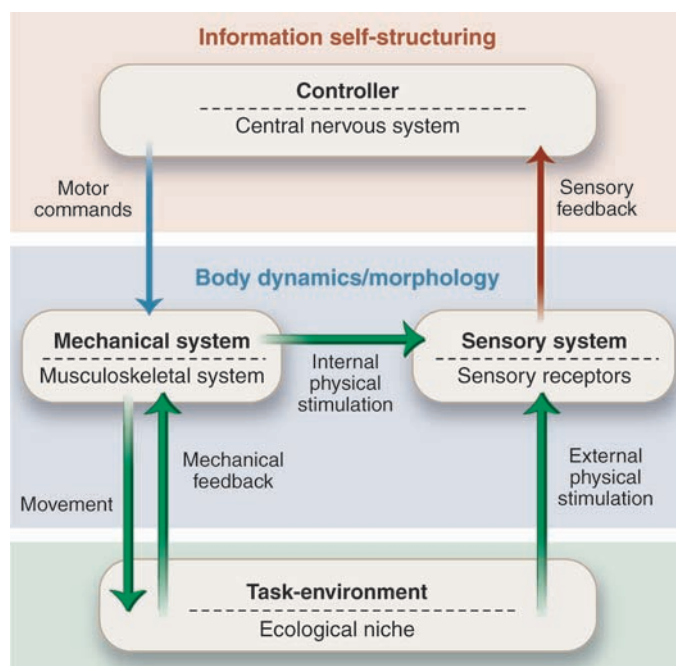 Information self-structuring
Controller
Central nervous system
Motor
commands
Sensory
feedback
Body dynamics/morphology
Mechanical system
Musculoskeletal system
Internal
physical
stimulation
Sensory system
Sensory receptors
Movement
Mechanical
feedback
External
physical
stimulation
Task-environment
Ecological niche